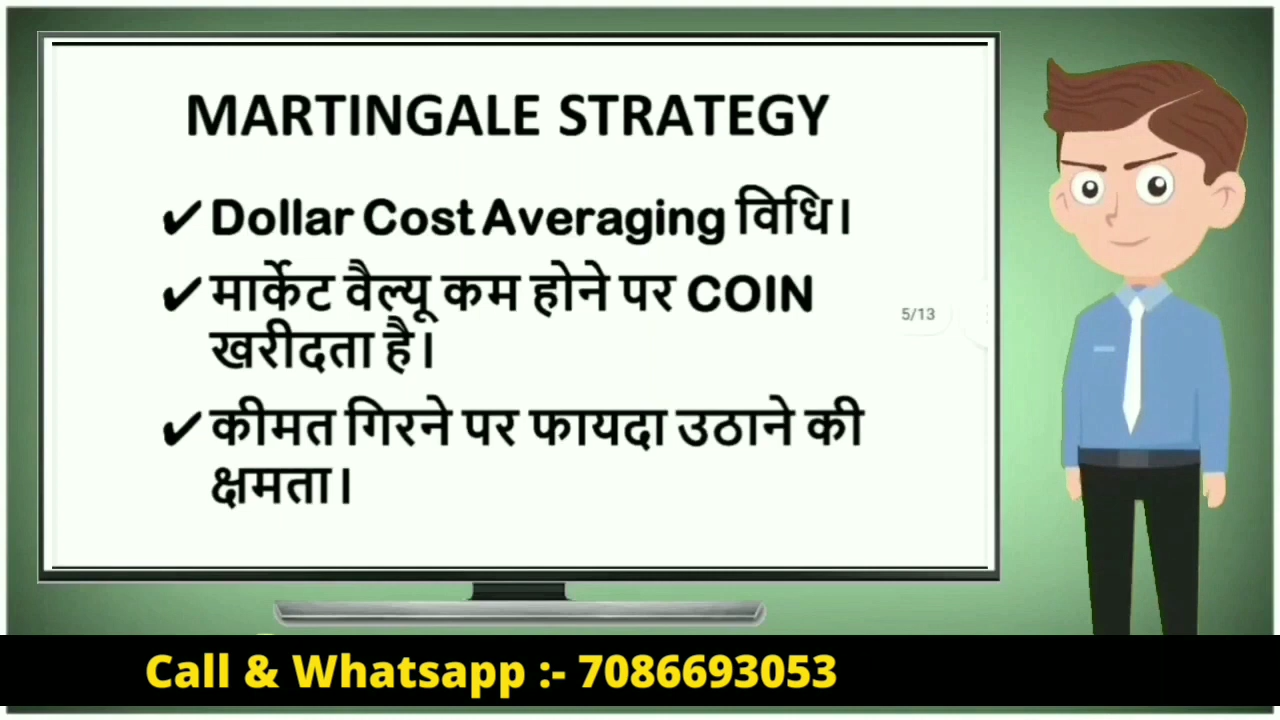 MARTINGALE STRATEGY
✔ Dollar Cost Averaging विधि।
✔ मार्केट वैल्यू कम होने पर COIN
खरीदता है।
5/13
✔ कीमत गिरने पर फायदा उठाने की
क्षमता।
Call & Whatsapp :- 7086693053